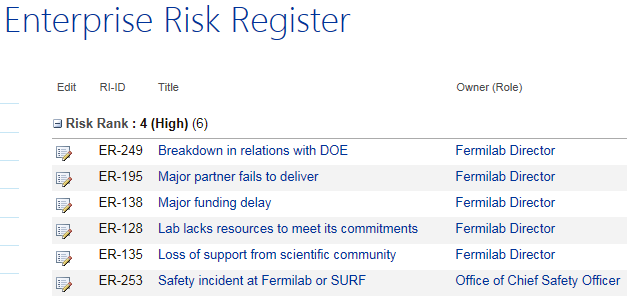 Enterprise Risk Register
Edit RI-ID Title Owner (Role)
Risk Rank : 4 (High) (6)
ER-249 Breakdown in relations with DOE Fermilab Director
ER-195 Major partner fails to deliver Fermilab Director
ER-138 Major funding delay Fermilab Director
ER-128 Lab lacks resources to meet its commitments Fermilab Director
ER-135 Loss of support from scientific community Fermilab Director
ER-253 Safety incident at Fermilab or SURF Office of Chief Safety Officer